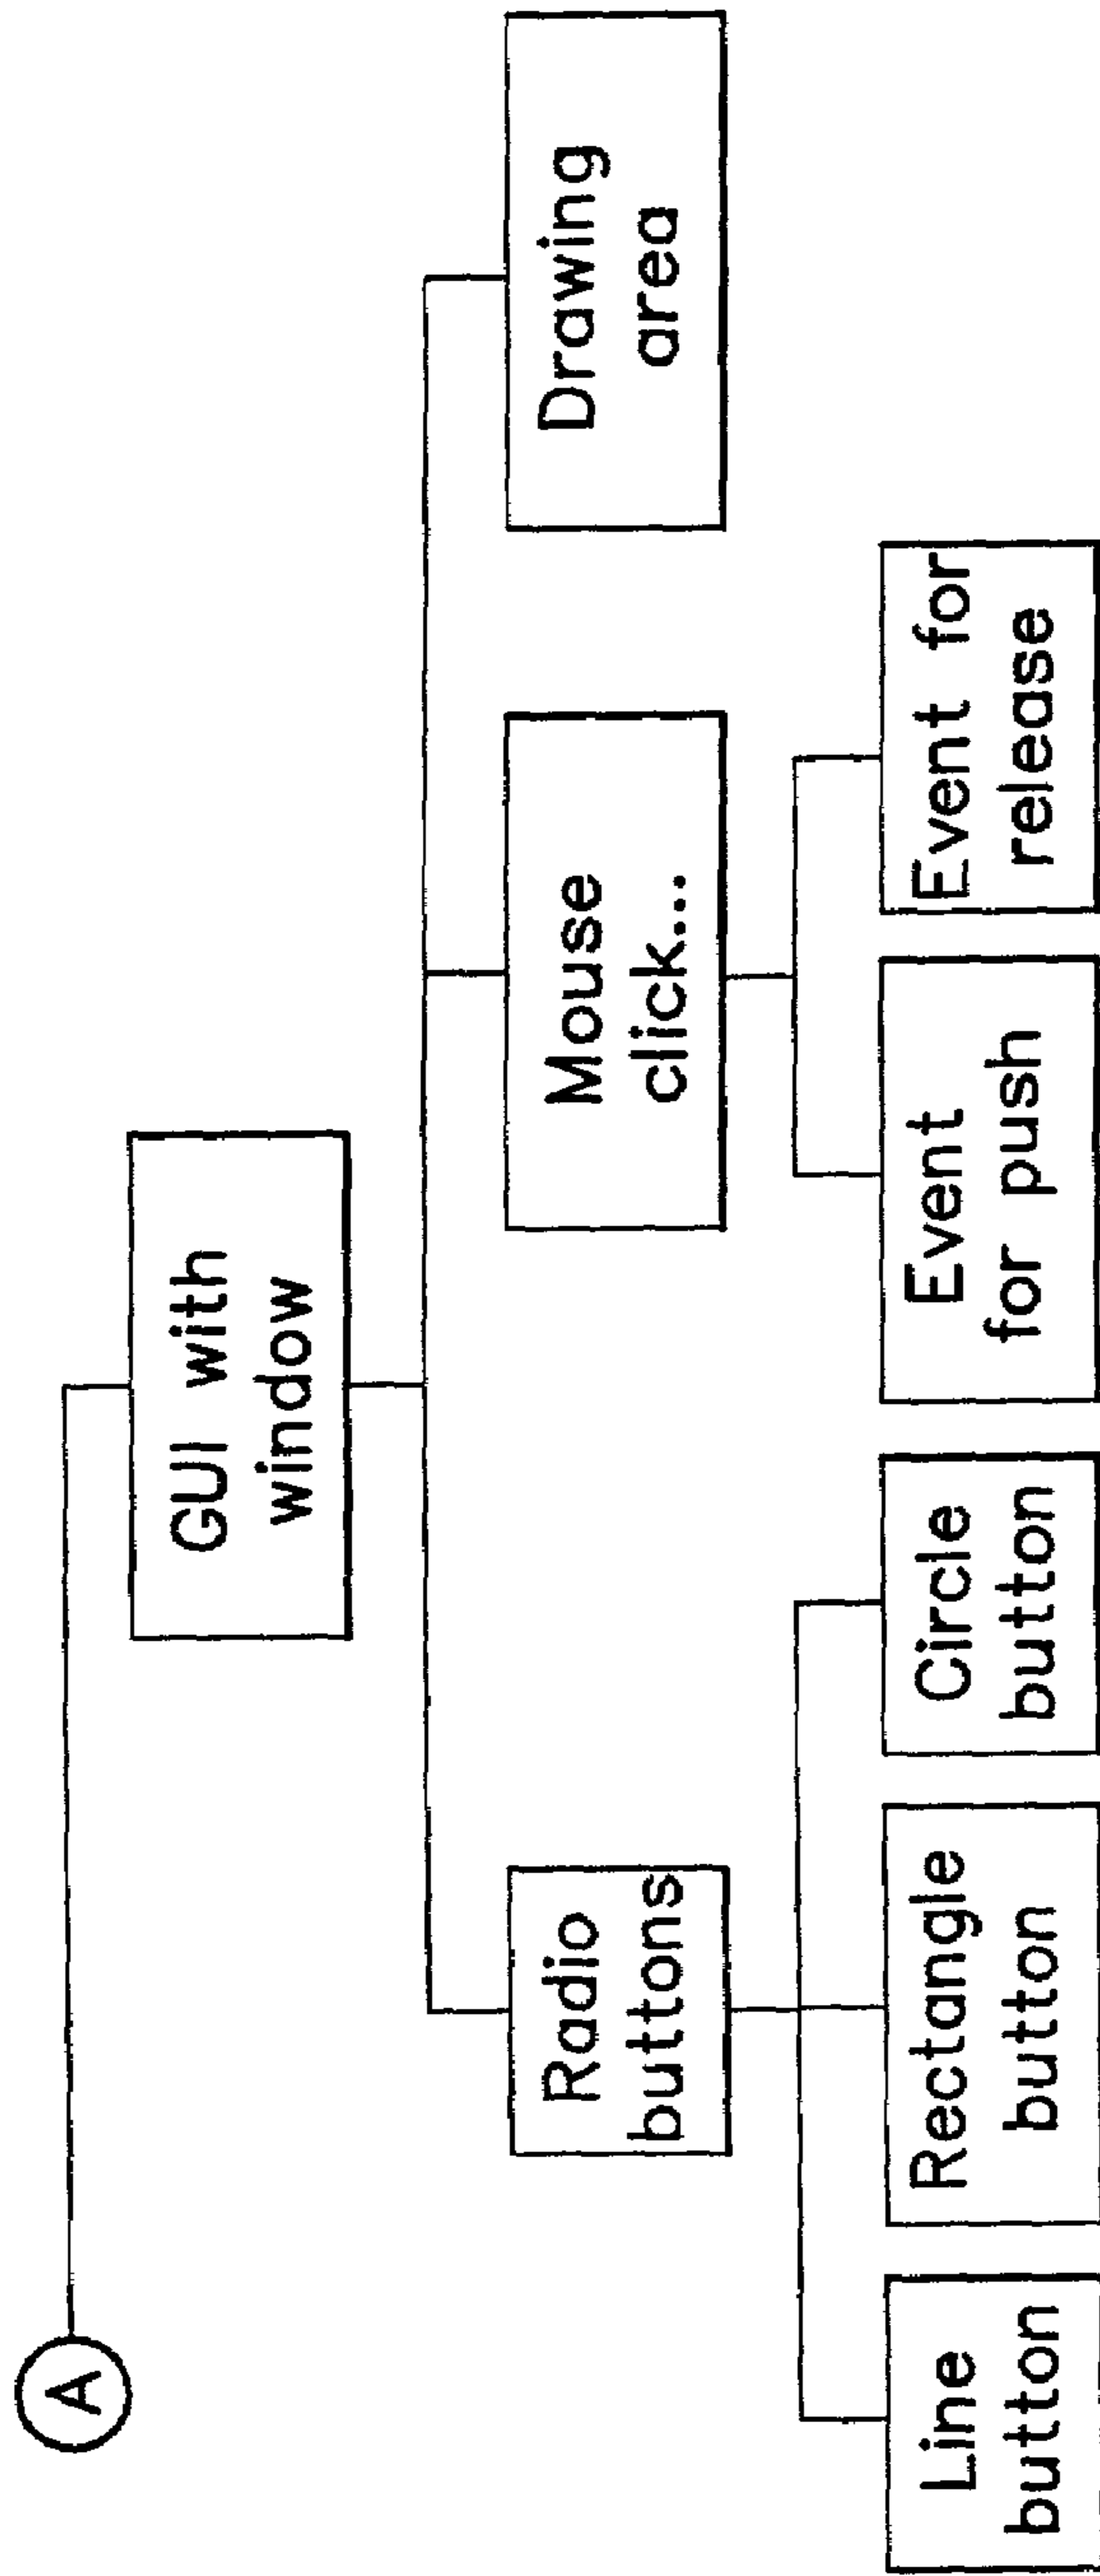 A
GUI with
window
Radio
buttons
Mouse
click...
Drawing
area
Line
button
Rectangle
button
Circle
button
Event
for push
Event for
release